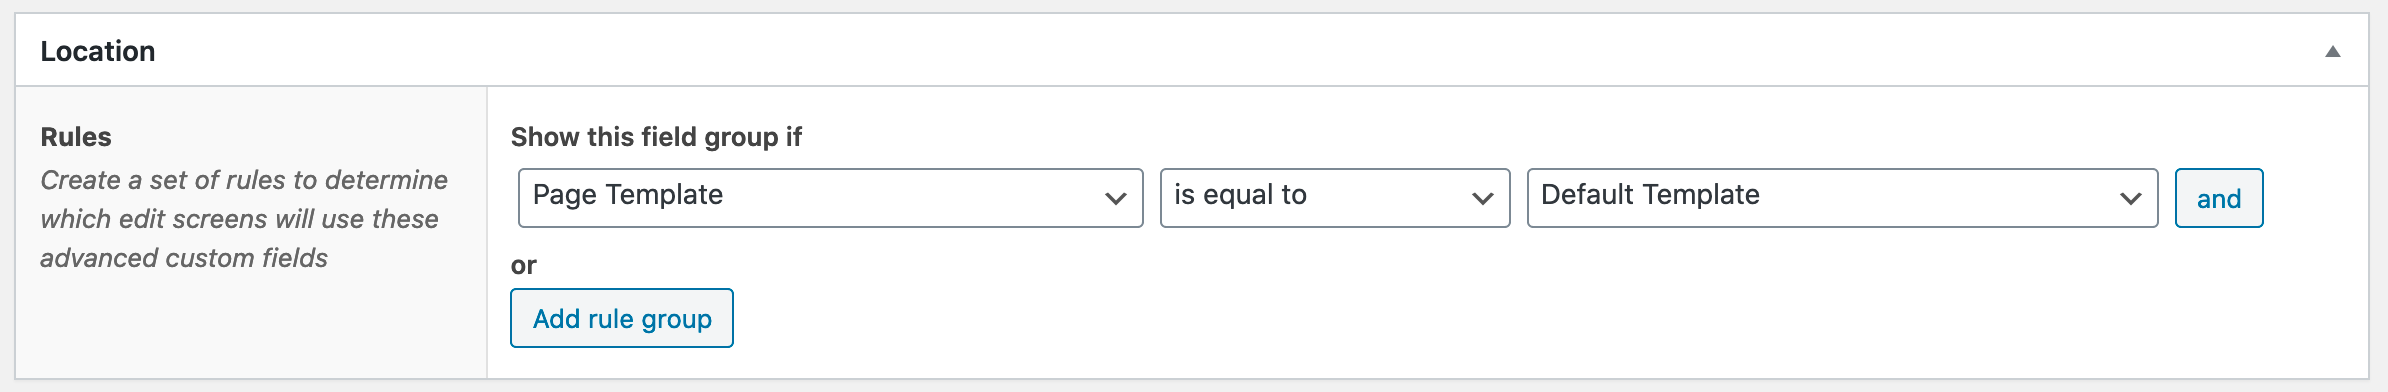 Location
Rules
Create a set of rules to determine
which edit screens will use these
advanced custom fields
Show this field group if
Page Template is equal to Default Template and
or
Add rule group